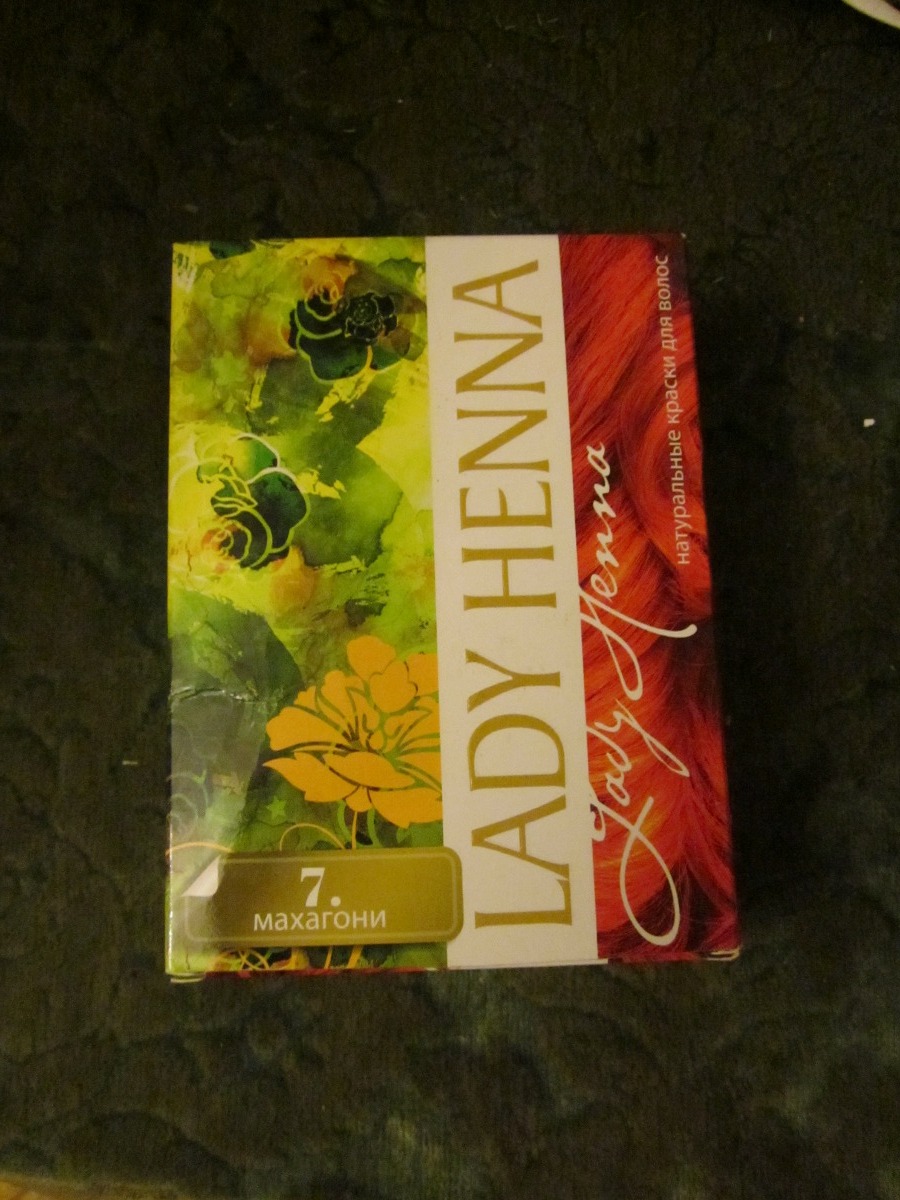 LADY HENNA
Lady Henna
натуральные краски для волос
7.
махагони